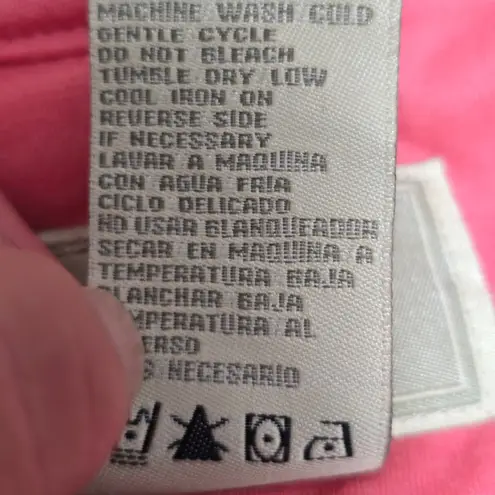 MACHINE WASH COLD
GENTLE CYCLE
DO NOT BLEACH
TUMBLE DRY LOW
COOL IRON ON
REVERSE SIDE
IF NECESSARY
LAVAR A MAQUINA
CON AGUA FRIA
CICLO DELICADO
NO USAR BLANQUEADOR
SECAR EN MAQUINA A
TEMPERATURA BAJA
PLANCHAR BAJA
TEMPERATURA AL
ERSO
NECESARIO